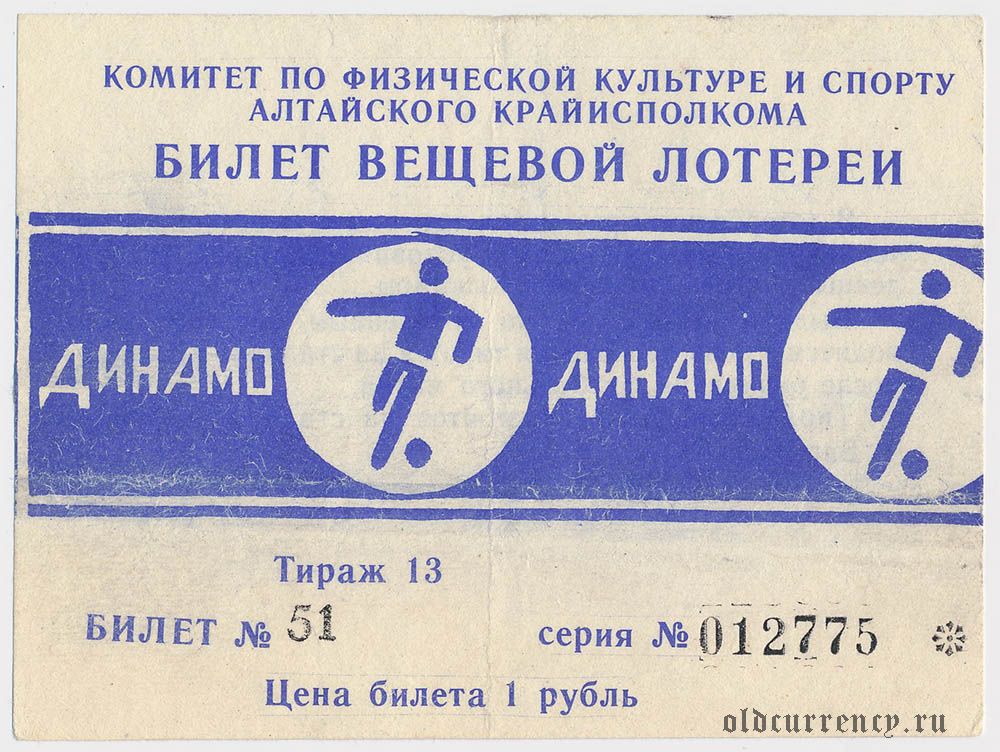 КОМИТЕТ ПО ФИЗИЧЕСКОЙ КУЛЬТУРЕ И СПОРТУ
АЛТАЙСКОГО КРАЙИСПОЛКОМА
БИЛЕТ ВЕЩЕВОЙ ЛОТЕРЕИ
ДИНАМО ДИНАМО
Тираж 13
БИЛЕТ № 51 серия № 012775
Цена билета 1 рубль
oldcurrency.ru